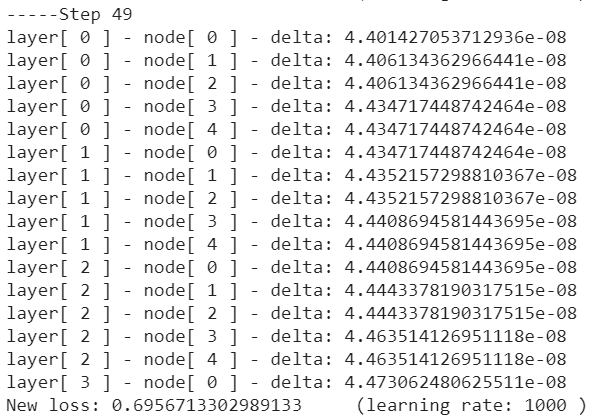 -----Step 49
layer[ 0 ] - node[ 0 ] - delta: 4.401427053712936e-08
layer[ 0 ] - node[ 1 ] - delta: 4.406134362966441e-08
layer[ 0 ] - node[ 2 ] - delta: 4.406134362966441e-08
layer[ 0 ] - node[ 3 ] - delta: 4.434717448742464e-08
layer[ 0 ] - node[ 4 ] - delta: 4.434717448742464e-08
layer[ 1 ] - node[ 0 ] - delta: 4.434717448742464e-08
layer[ 1 ] - node[ 1 ] - delta: 4.4352157298810367e-08
layer[ 1 ] - node[ 2 ] - delta: 4.4352157298810367e-08
layer[ 1 ] - node[ 3 ] - delta: 4.4408694581443695e-08
layer[ 1 ] - node[ 4 ] - delta: 4.4408694581443695e-08
layer[ 2 ] - node[ 0 ] - delta: 4.4408694581443695e-08
layer[ 2 ] - node[ 1 ] - delta: 4.4443378190317515e-08
layer[ 2 ] - node[ 2 ] - delta: 4.4443378190317515e-08
layer[ 2 ] - node[ 3 ] - delta: 4.463514126951118e-08
layer[ 2 ] - node[ 4 ] - delta: 4.463514126951118e-08
layer[ 3 ] - node[ 0 ] - delta: 4.473062480625511e-08
New loss: 0.6956713302989133     (learning rate: 1000 )